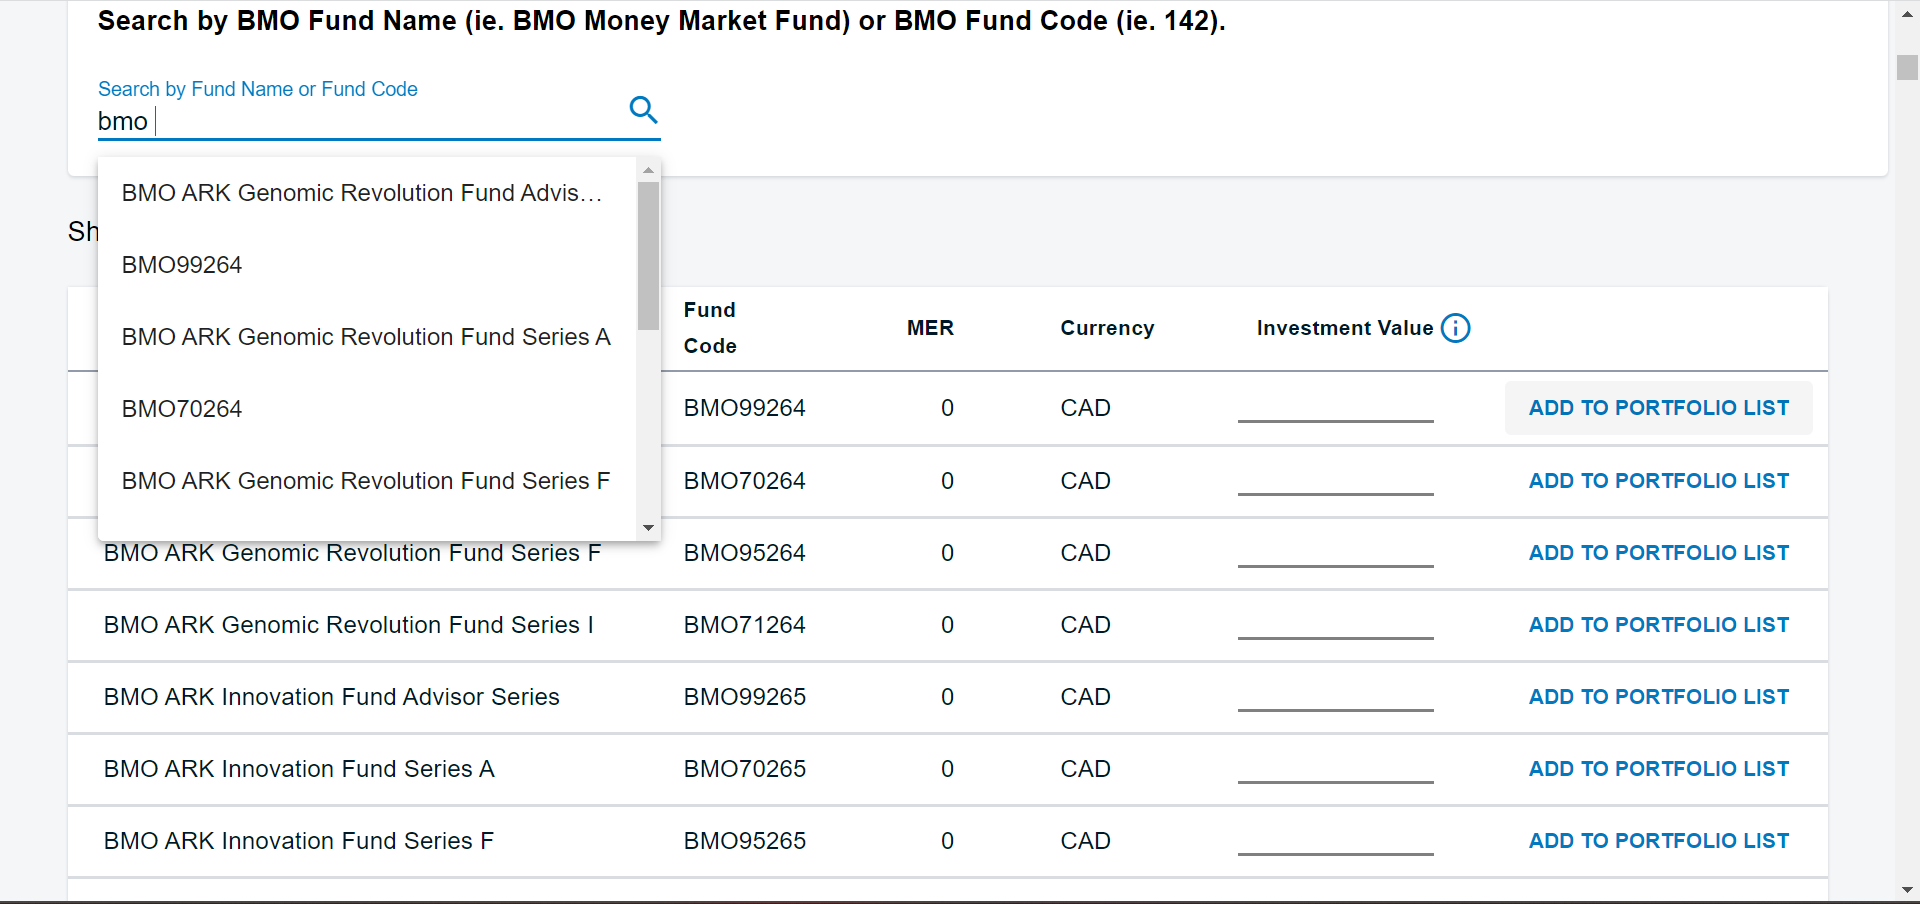 Search by BMO Fund Name (ie. BMO Money Market Fund) or BMO Fund Code (ie. 142).
Search by Fund Name or Fund Code
bmo
BMO ARK Genomic Revolution Fund Advis…
BMO99264
BMO ARK Genomic Revolution Fund Series A
BMO70264
BMO ARK Genomic Revolution Fund Series F
Sh
Fund Code MER Currency Investment Value
BMO99264 0 CAD ADD TO PORTFOLIO LIST
BMO70264 0 CAD ADD TO PORTFOLIO LIST
BMO ARK Genomic Revolution Fund Series F BMO95264 0 CAD ADD TO PORTFOLIO LIST
BMO ARK Genomic Revolution Fund Series I BMO71264 0 CAD ADD TO PORTFOLIO LIST
BMO ARK Innovation Fund Advisor Series BMO99265 0 CAD ADD TO PORTFOLIO LIST
BMO ARK Innovation Fund Series A BMO70265 0 CAD ADD TO PORTFOLIO LIST
BMO ARK Innovation Fund Series F BMO95265 0 CAD ADD TO PORTFOLIO LIST